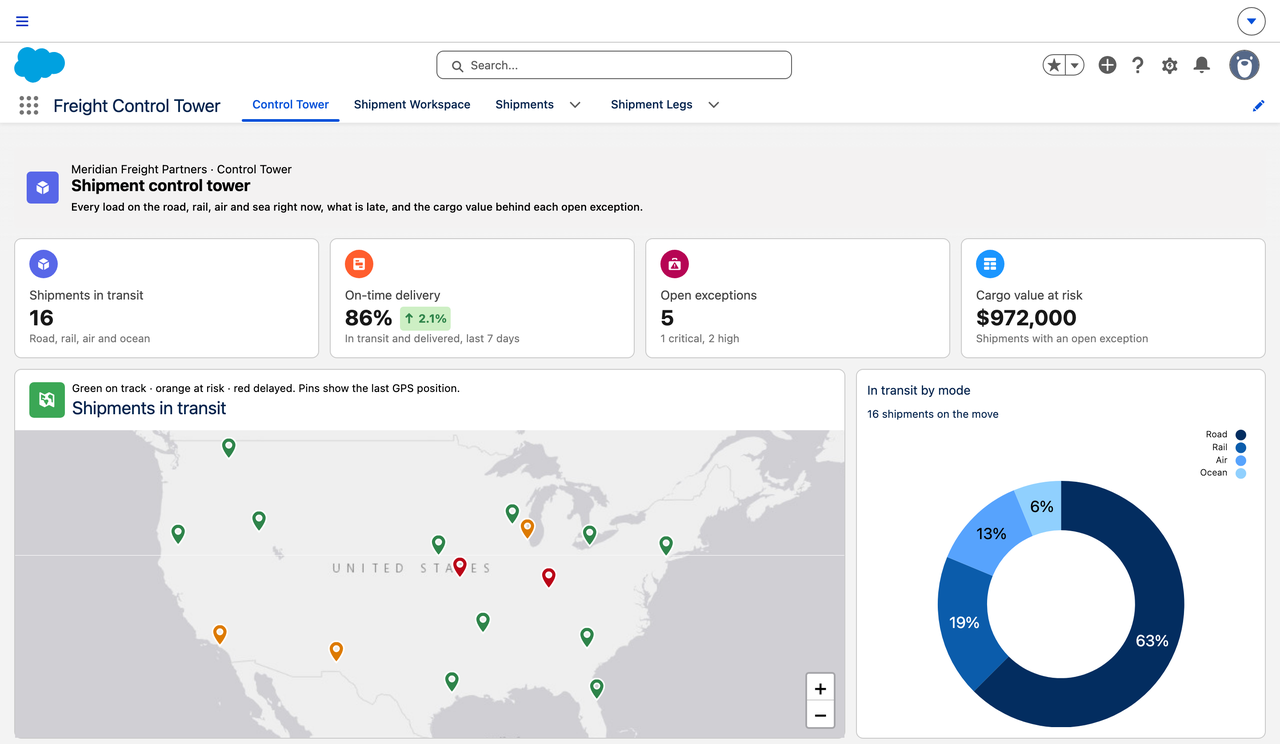 Search...
Freight Control Tower
Control Tower
Shipment Workspace
Shipments
Shipment Legs
Meridian Freight Partners · Control Tower
Shipment control tower
Every load on the road, rail, air and sea right now, what is late, and the cargo value behind each open exception.
Shipments in transit
16
Road, rail, air and ocean
On-time delivery
86% ↑ 2.1%
In transit and delivered, last 7 days
Open exceptions
5
1 critical, 2 high
Cargo value at risk
$972,000
Shipments with an open exception
Green on track · orange at risk · red delayed. Pins show the last GPS position.
Shipments in transit
UNITED STATES
+
−
In transit by mode
16 shipments on the move
Road
Rail
Air
Ocean
6%
13%
19%
63%